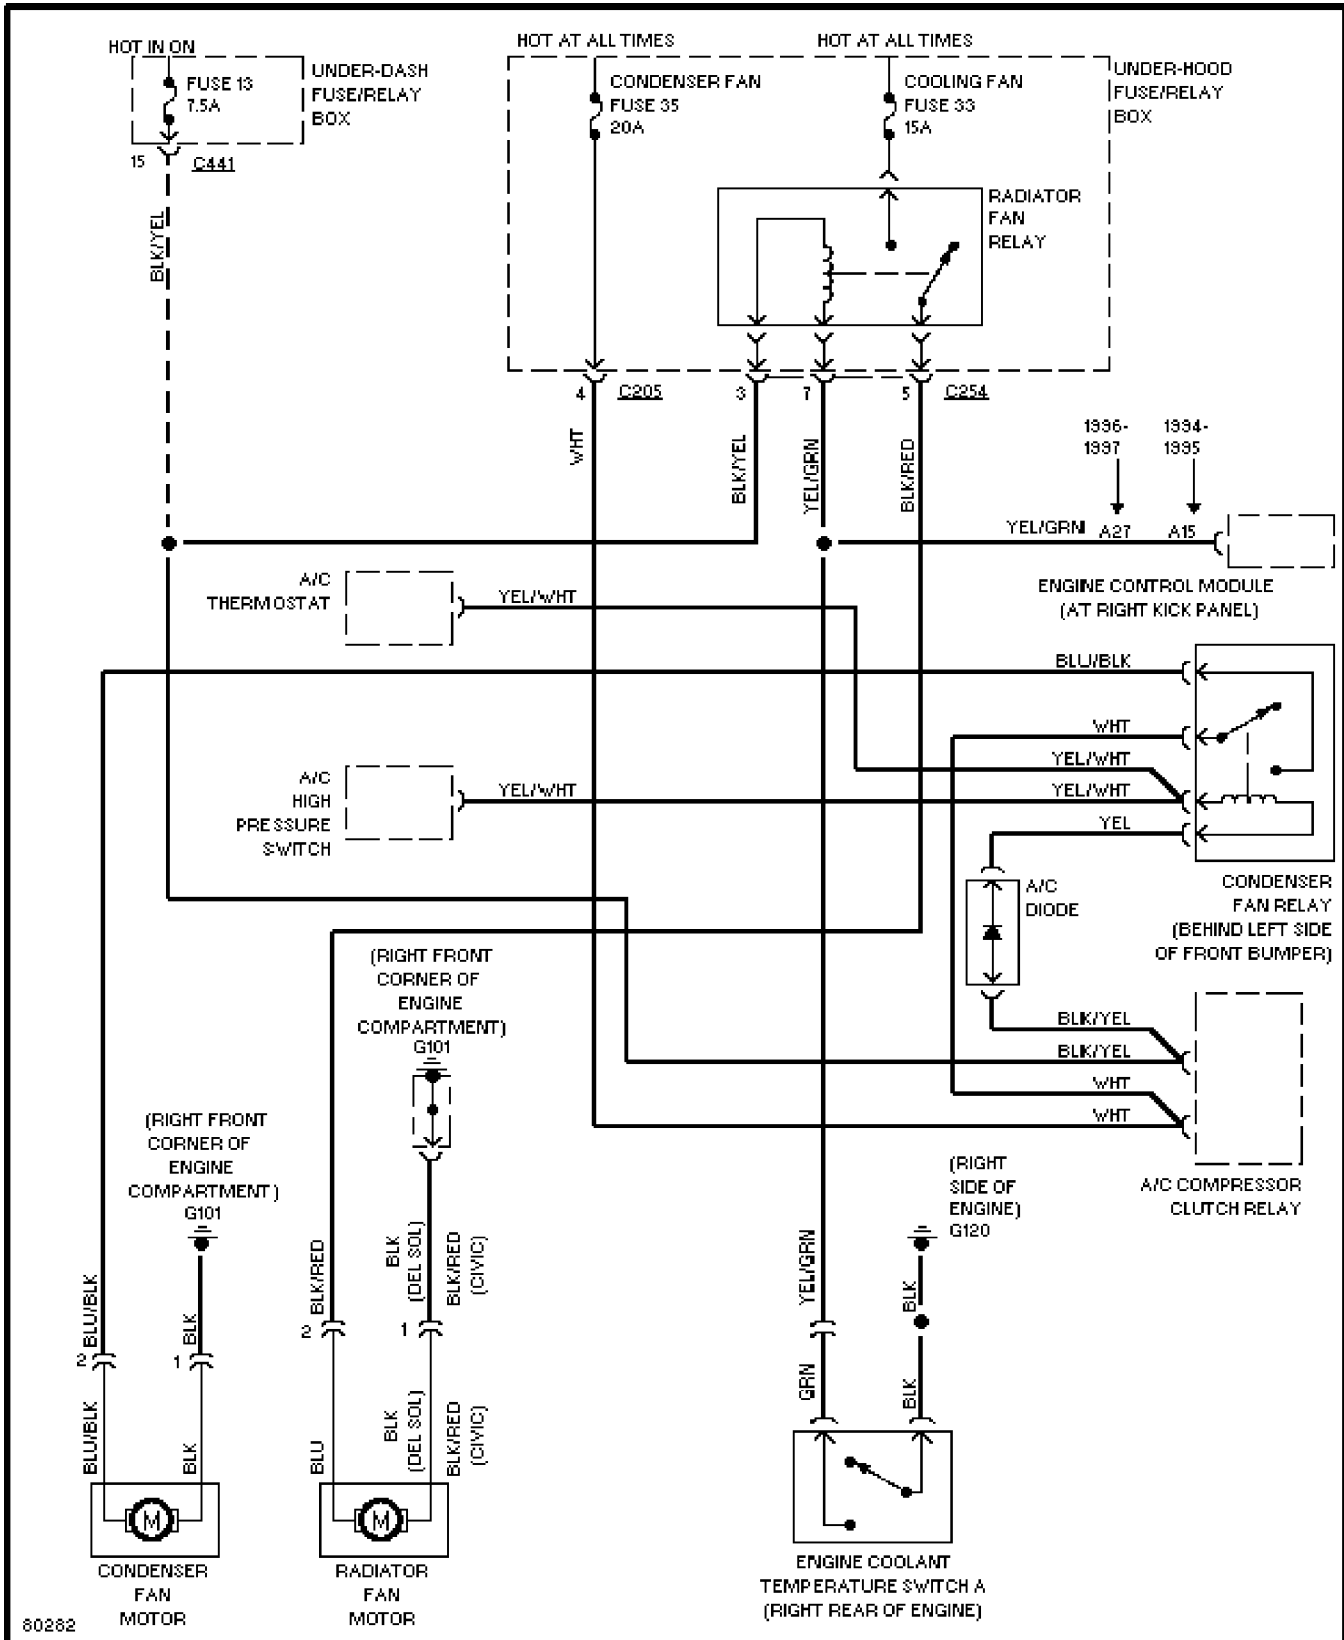 HOT IN ON
HOT AT ALL TIMES
HOT AT ALL TIMES
FUSE 13
7.5A
UNDER-DASH
FUSE/RELAY
BOX
CONDENSER FAN
FUSE 35
20A
COOLING FAN
FUSE 33
15A
UNDER-HOOD
FUSE/RELAY
BOX
15
C441
BLK/YEL
RADIATOR
FAN
RELAY
4
C205
3
7
5
C254
WHT
BLK/YEL
YEL/GRN
BLK/RED
1996-
1997
1994-
1995
YEL/GRN
A27
A15
ENGINE CONTROL MODULE
(AT RIGHT KICK PANEL)
A/C
THERMOSTAT
YEL/WHT
BLU/BLK
WHT
YEL/WHT
A/C
HIGH
PRESSURE
SWITCH
YEL/WHT
YEL/WHT
YEL
A/C
DIODE
CONDENSER
FAN RELAY
(BEHIND LEFT SIDE
OF FRONT BUMPER)
(RIGHT FRONT
CORNER OF
ENGINE
COMPARTMENT)
G101
BLK/YEL
BLK/YEL
WHT
WHT
A/C COMPRESSOR
CLUTCH RELAY
(RIGHT FRONT
CORNER OF
ENGINE
COMPARTMENT)
G101
(RIGHT
SIDE OF
ENGINE)
G120
BLU/BLK
BLK
BLK/RED
BLK
(DEL SOL)
BLK/RED
(CIVIC)
YEL/GRN
BLK
2
1
2
1
BLU/BLK
BLK
BLU
BLK
(DEL SOL)
BLK/RED
(CIVIC)
GRN
BLK
M
M
CONDENSER
FAN
MOTOR
RADIATOR
FAN
MOTOR
ENGINE COOLANT
TEMPERATURE SWITCH A
(RIGHT REAR OF ENGINE)
80282